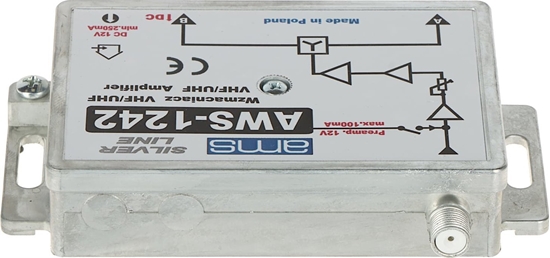 ams
SILVER
LINE
AWS-1242
Wzmacniacz VHF/UHF
VHF/UHF Amplifier
CE
Preamp. 12V
max.100mA
DC 12V
min.250mA
DC
B
A
Y
Made in Poland